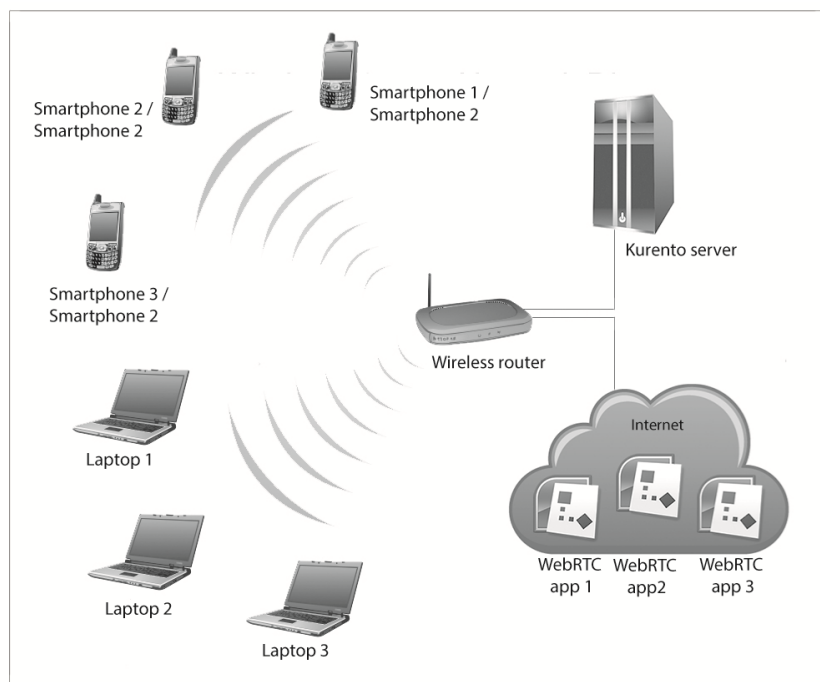 Smartphone 2 /
Smartphone 2
Smartphone 1 /
Smartphone 2
Kurento server
Smartphone 3 /
Smartphone 2
Wireless router
Laptop 1
Internet
Laptop 2
WebRTC
app 1
WebRTC
app2
WebRTC
app 3
Laptop 3